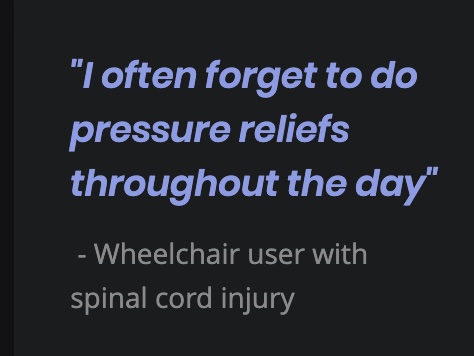 "I often forget to do
pressure reliefs
throughout the day"
- Wheelchair user with
spinal cord injury